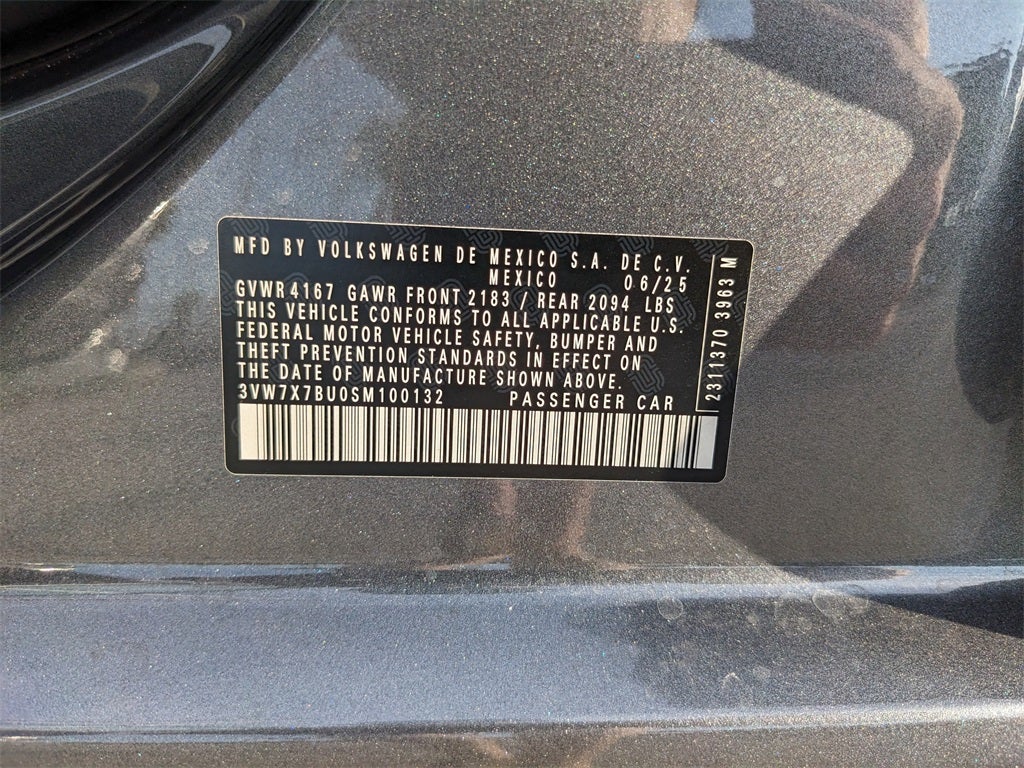 MFD BY VOLKSWAGEN DE MEXICO S.A. DE C.V.
MEXICO 06/25
GVWR 4167 GAWR FRONT 2183 / REAR 2094 LBS
THIS VEHICLE CONFORMS TO ALL APPLICABLE U.S.
FEDERAL MOTOR VEHICLE SAFETY, BUMPER AND
THEFT PREVENTION STANDARDS IN EFFECT ON
THE DATE OF MANUFACTURE SHOWN ABOVE.
3VW7X7BU0SM100132 PASSENGER CAR
2311370 3963 M